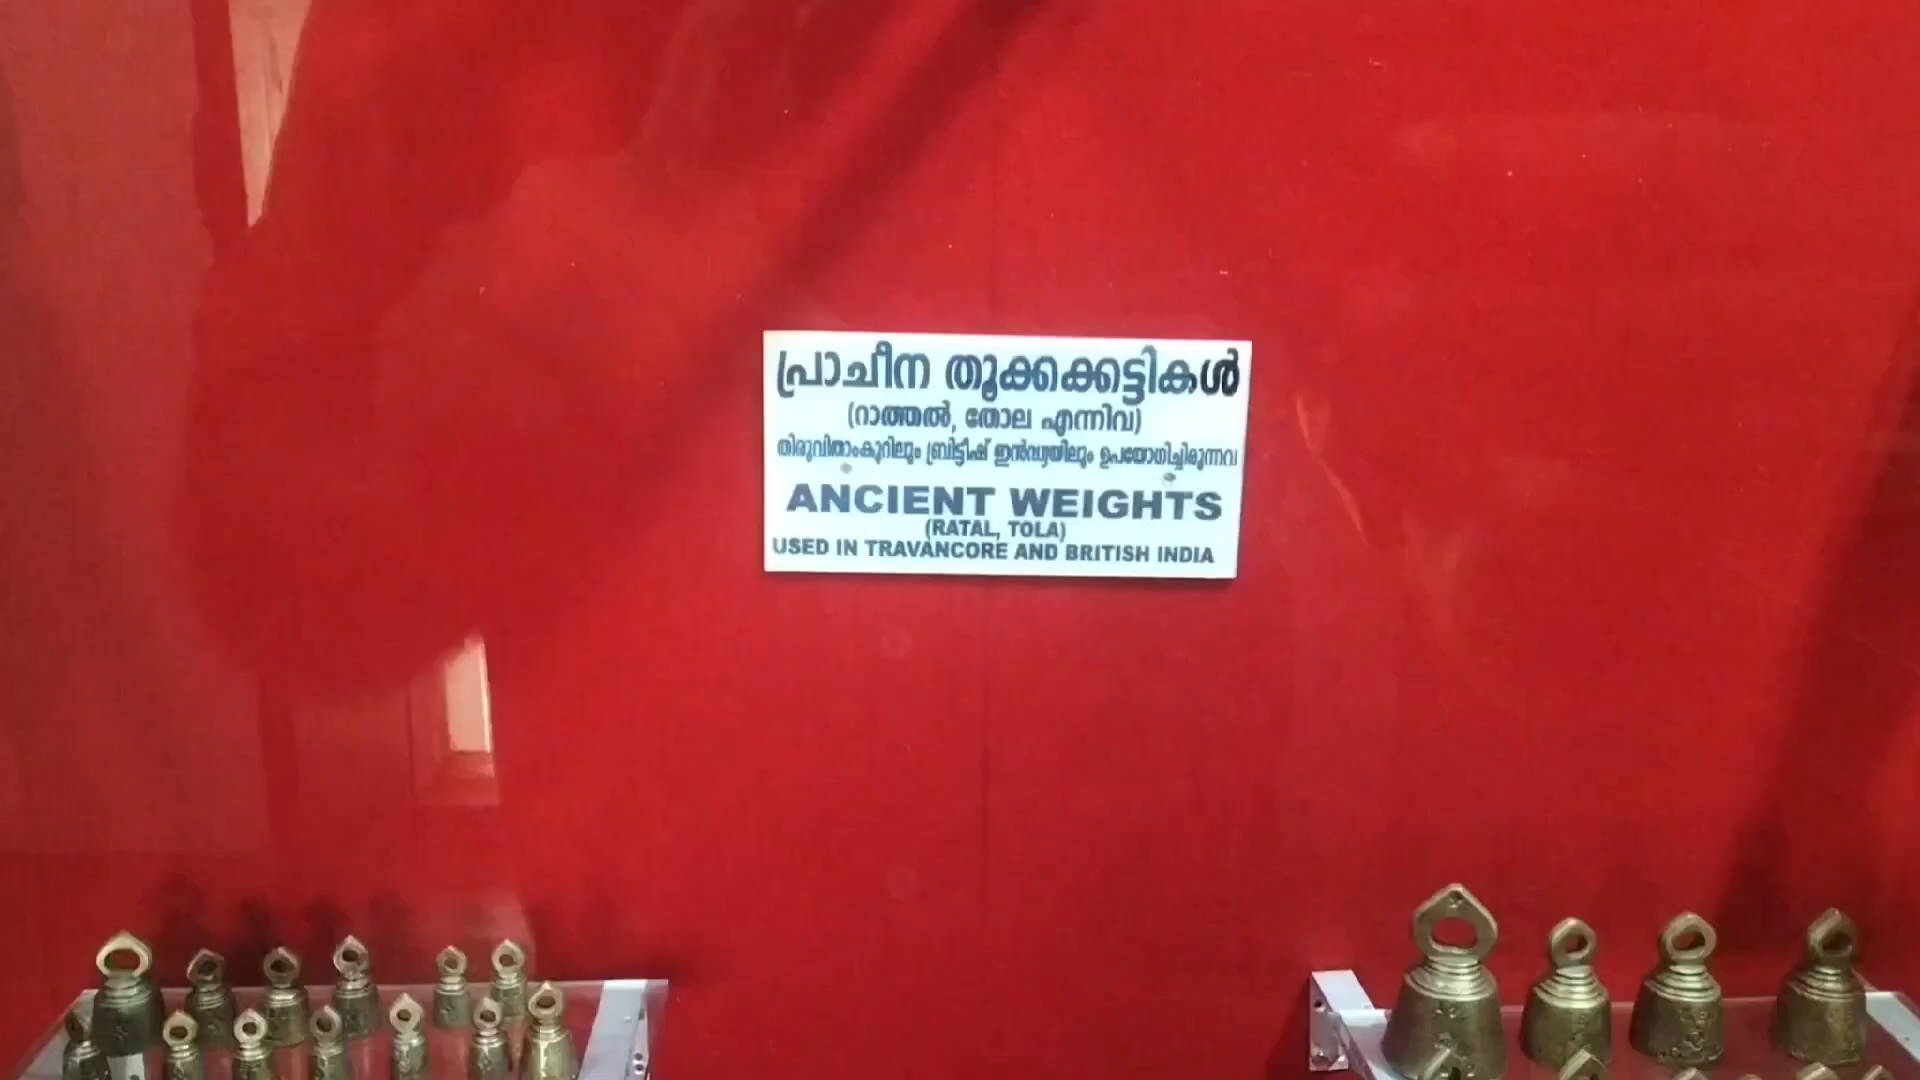 പ്രാചീന തൂക്കക്കട്ടികൾ
(റാത്തൽ, തോല എന്നിവ)
തിരുവിതാംകൂറിലും ബ്രിട്ടീഷ് ഇൻഡ്യയിലും ഉപയോഗിച്ചിരുന്നവ
ANCIENT WEIGHTS
(RATAL, TOLA)
USED IN TRAVANCORE AND BRITISH INDIA